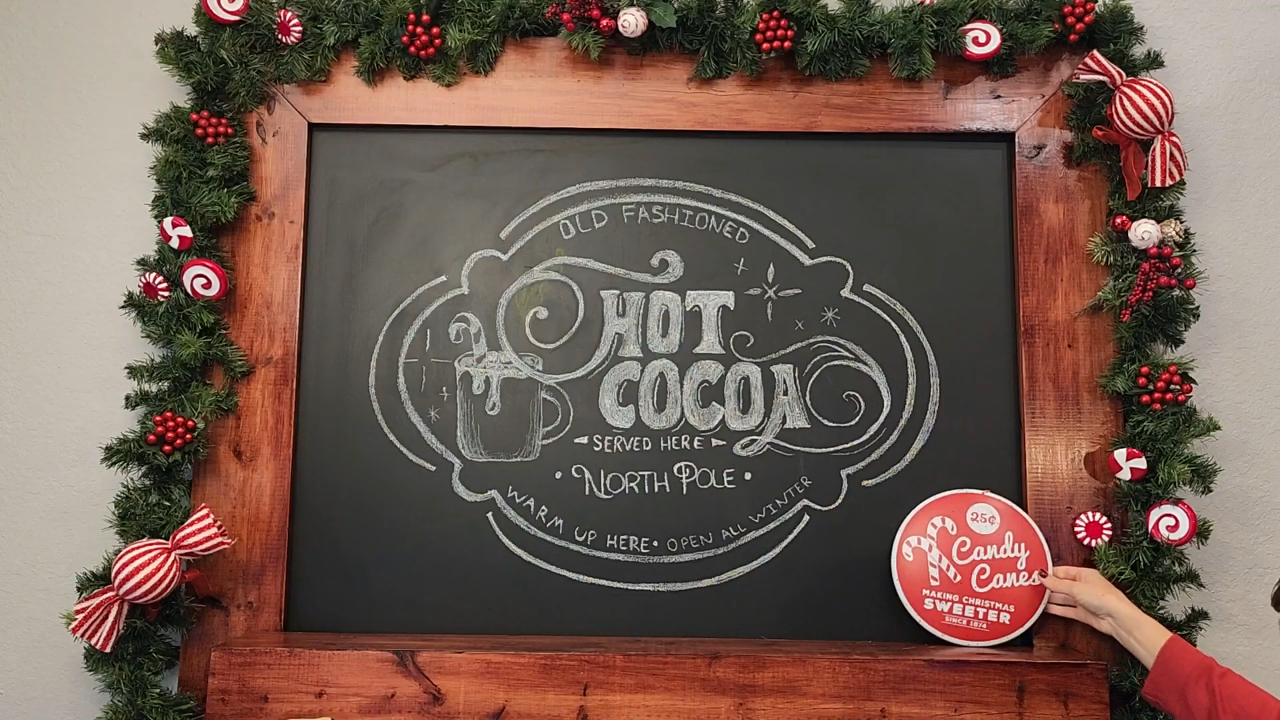 OLD FASHIONED
HOT
COCOA
SERVED HERE
• NORTH POLE •
WARM UP HERE • OPEN ALL WINTER
25¢
Candy
Canes
MAKING CHRISTMAS
SWEETER
SINCE 1874